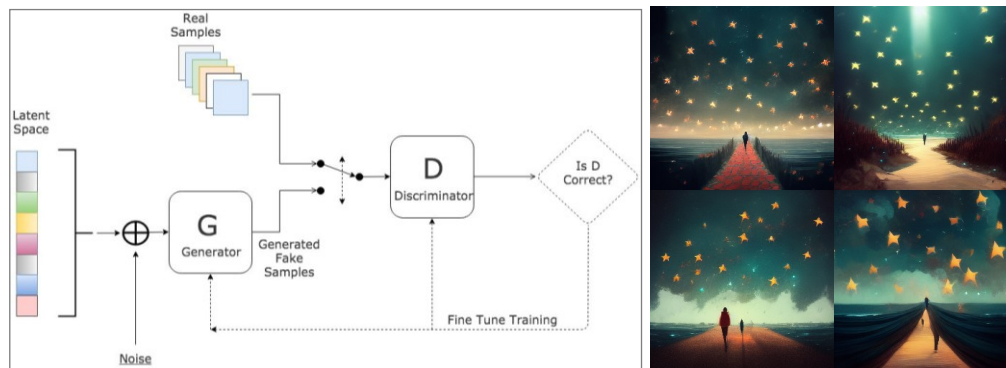 Real
Samples
Latent
Space
G
Generator
Generated
Fake
Samples
D
Discriminator
Is D
Correct?
Fine Tune Training
Noise